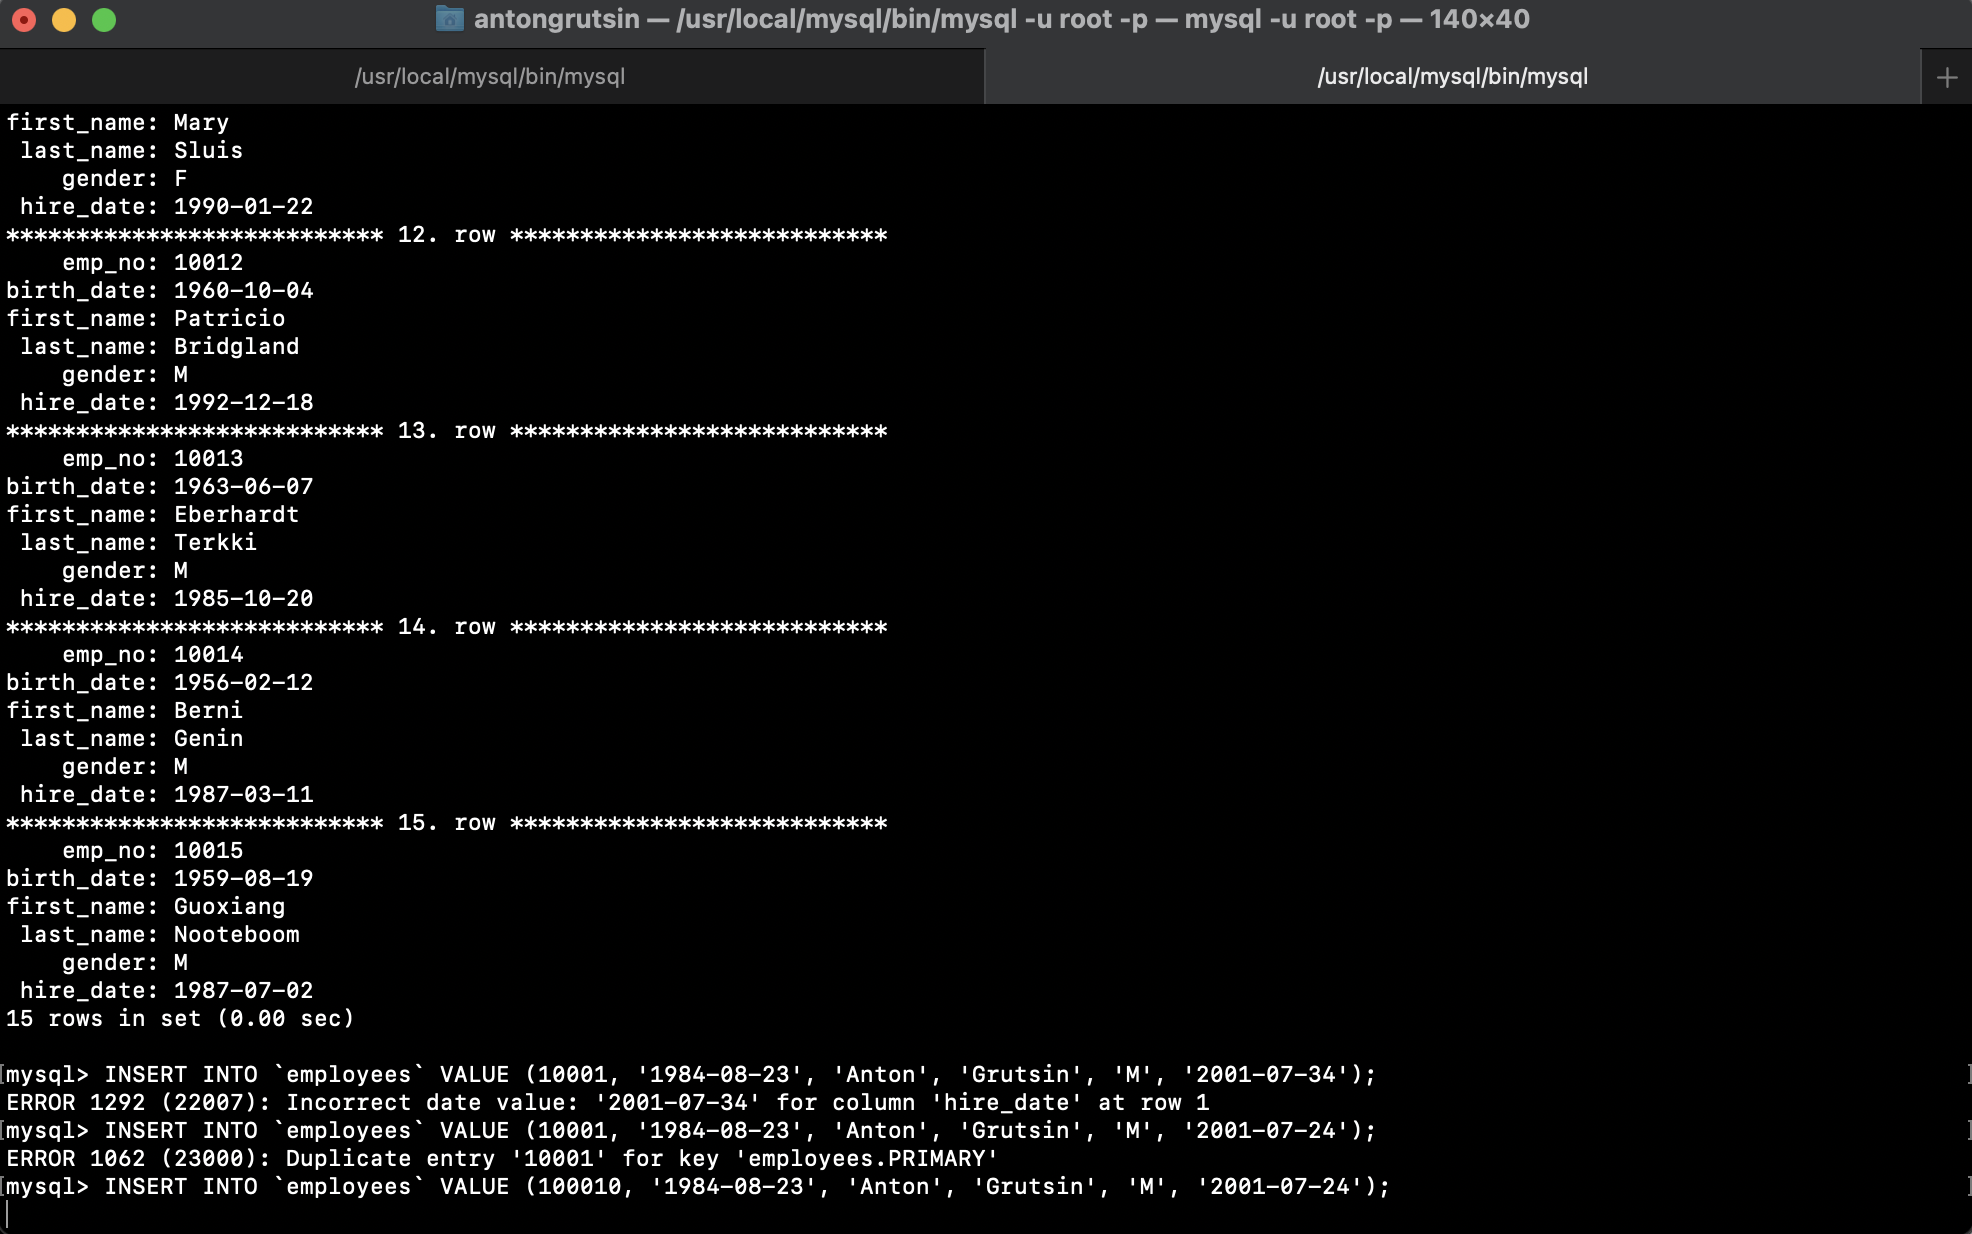 antongrutsin — /usr/local/mysql/bin/mysql -u root -p — mysql -u root -p — 140×40
/usr/local/mysql/bin/mysql
/usr/local/mysql/bin/mysql
first_name: Mary
last_name: Sluis
gender: F
hire_date: 1990-01-22
*************************** 12. row ***************************
emp_no: 10012
birth_date: 1960-10-04
first_name: Patricio
last_name: Bridgland
gender: M
hire_date: 1992-12-18
*************************** 13. row ***************************
emp_no: 10013
birth_date: 1963-06-07
first_name: Eberhardt
last_name: Terkki
gender: M
hire_date: 1985-10-20
*************************** 14. row ***************************
emp_no: 10014
birth_date: 1956-02-12
first_name: Berni
last_name: Genin
gender: M
hire_date: 1987-03-11
*************************** 15. row ***************************
emp_no: 10015
birth_date: 1959-08-19
first_name: Guoxiang
last_name: Nooteboom
gender: M
hire_date: 1987-07-02
15 rows in set (0.00 sec)
[mysql> INSERT INTO `employees` VALUE (10001, '1984-08-23', 'Anton', 'Grutsin', 'M', '2001-07-34'); ]
ERROR 1292 (22007): Incorrect date value: '2001-07-34' for column 'hire_date' at row 1
[mysql> INSERT INTO `employees` VALUE (10001, '1984-08-23', 'Anton', 'Grutsin', 'M', '2001-07-24'); ]
ERROR 1062 (23000): Duplicate entry '10001' for key 'employees.PRIMARY'
[mysql> INSERT INTO `employees` VALUE (100010, '1984-08-23', 'Anton', 'Grutsin', 'M', '2001-07-24'); ]